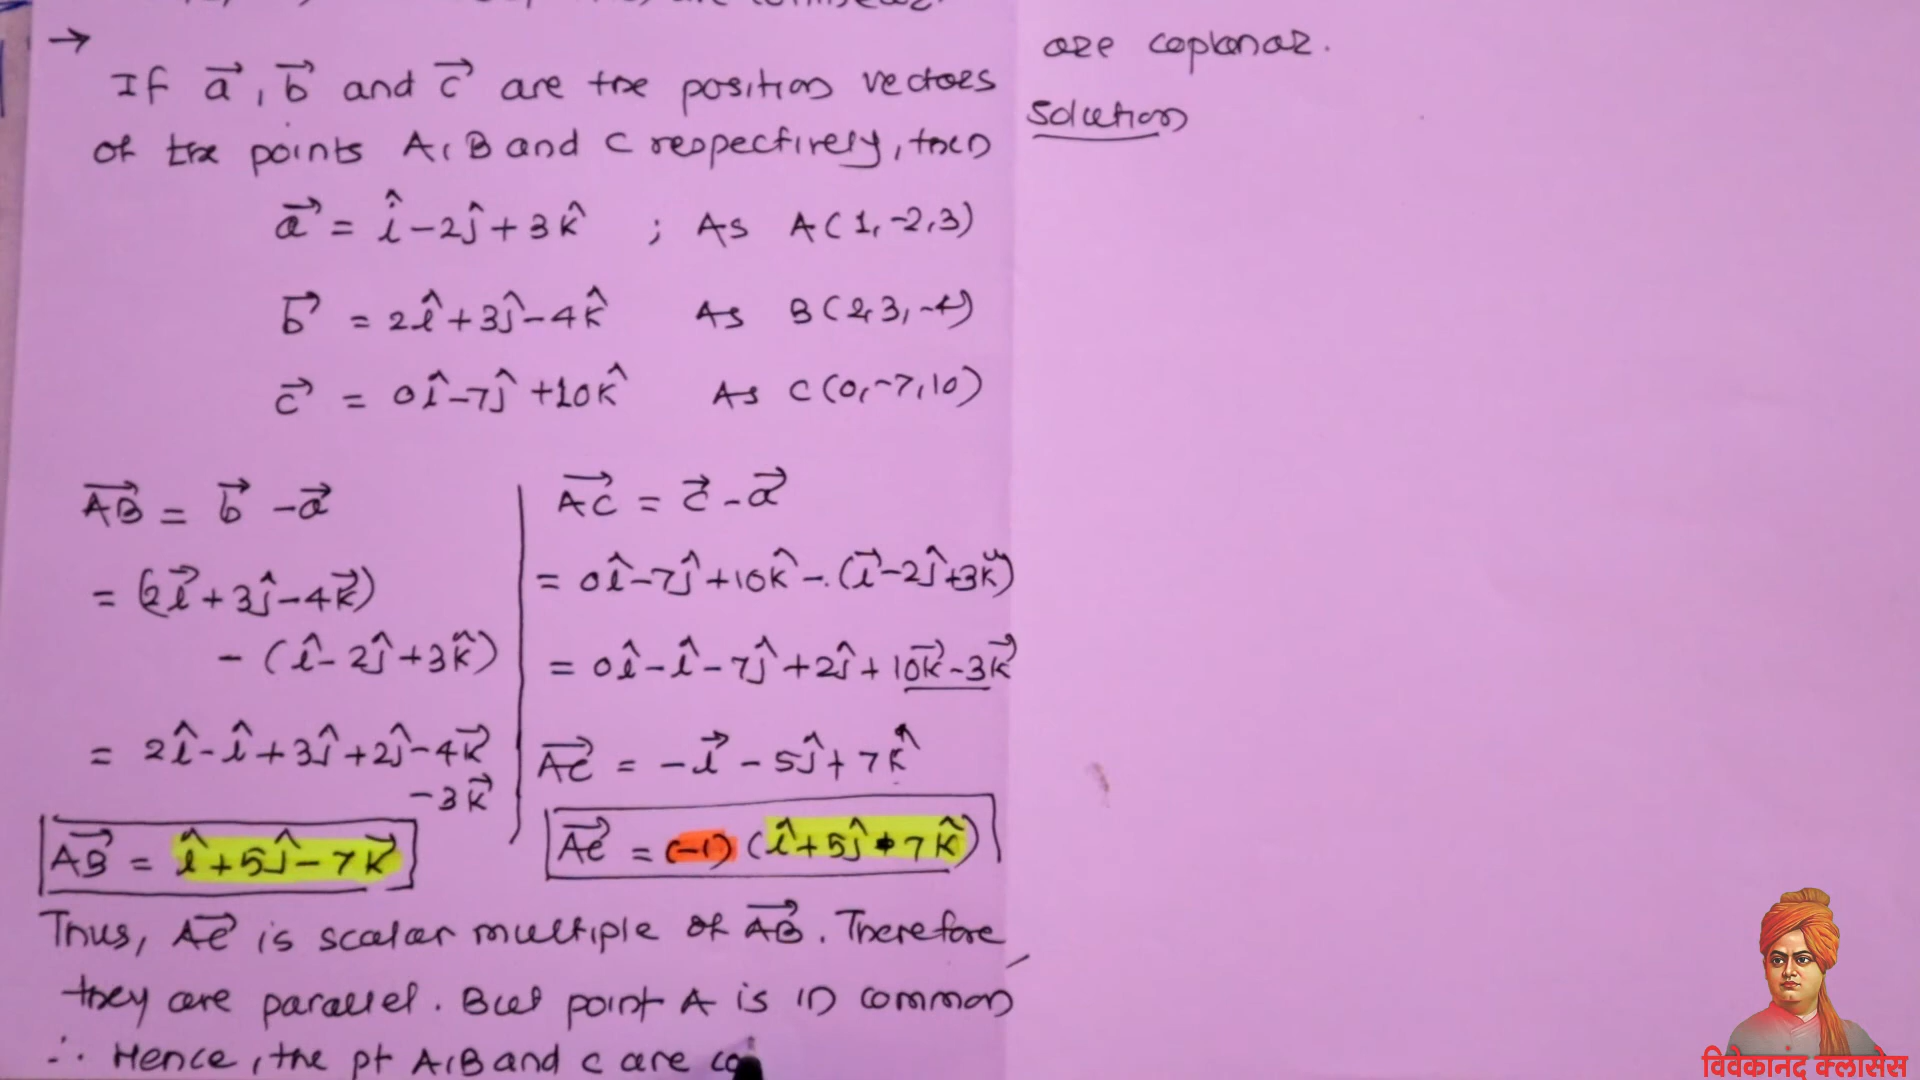 →
If a⃗, b⃗ and c⃗ are the position vectors
of the points A, B and C respectively, then
a⃗ = î - 2ĵ + 3k̂ ; As A(1, -2, 3)
b⃗ = 2î + 3ĵ - 4k̂ As B(2, 3, -4)
c⃗ = 0î - 7ĵ + 10k̂ As C(0, -7, 10)
AB⃗ = b⃗ - a⃗
= (2i⃗ + 3ĵ - 4k⃗)
- (î - 2ĵ + 3k̂)
= 2î - î + 3ĵ + 2ĵ - 4k⃗
- 3k⃗
AB⃗ = î + 5ĵ - 7k⃗
AC⃗ = c⃗ - a⃗
= 0î - 7ĵ + 10k̂ - (i⃗ - 2ĵ + 3k̂)
= 0î - î - 7ĵ + 2ĵ + 10k⃗ - 3k⃗
AC⃗ = -i⃗ - 5ĵ + 7k̂
AC⃗ = (-1) (î + 5ĵ - 7k̂)
Thus, AC⃗ is scalar multiple of AB⃗. Therefore
they are parallel. But point A is in common
∴ Hence, the pt A, B and C are co
are coplanar.
Solution
विवेकानंद क्लासेस